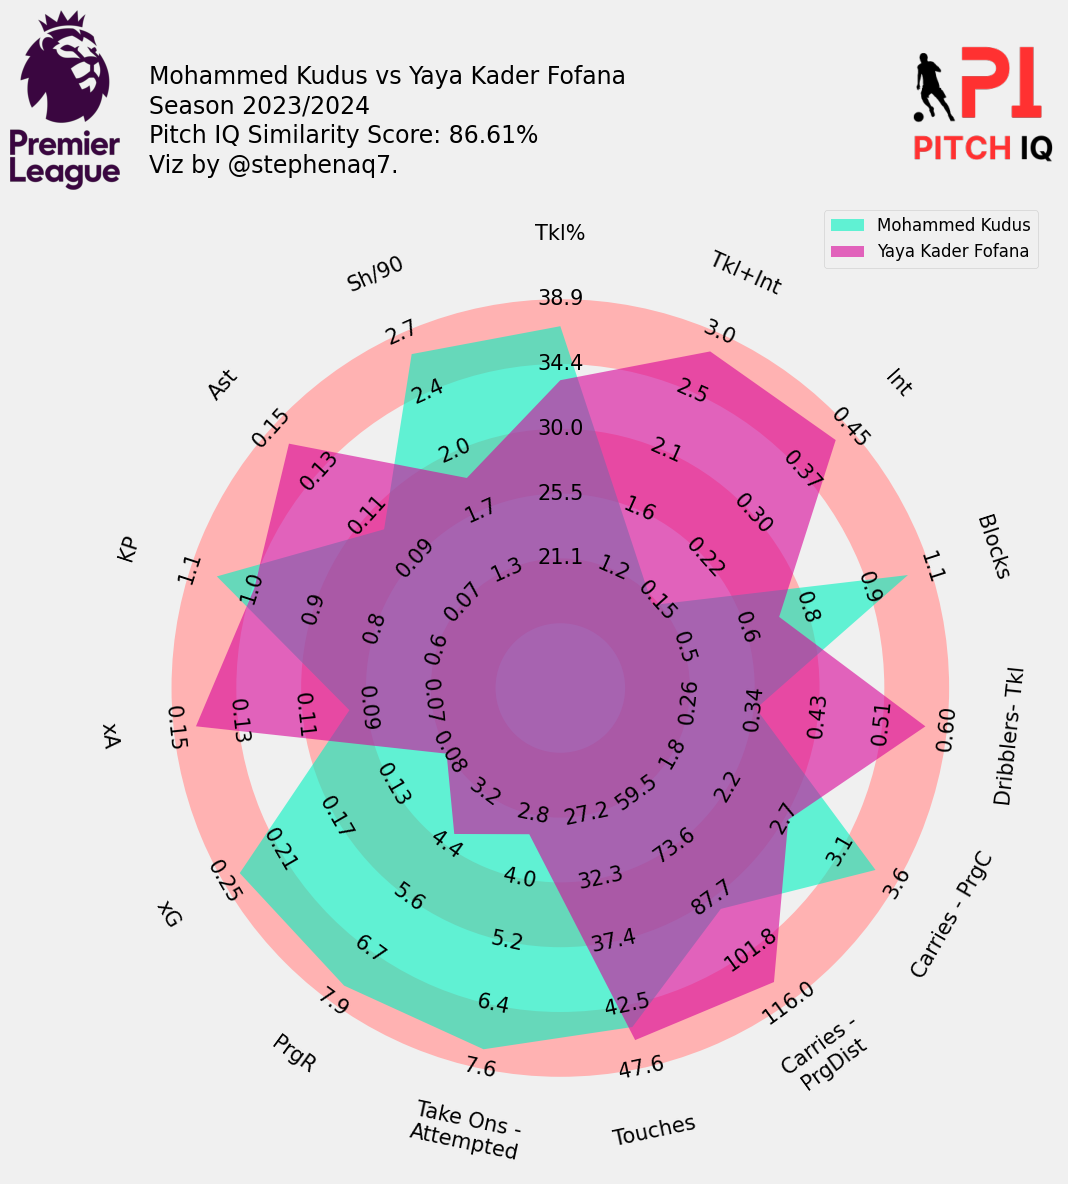 Mohammed Kudus vs Yaya Kader Fofana
Season 2023/2024
Pitch IQ Similarity Score: 86.61%
Viz by @stephenaq7.
Premier
League
PI
PITCH IQ
Mohammed Kudus
Yaya Kader Fofana
Tkl%
38.9
34.4
30.0
25.5
21.1
Tkl+Int
3.0
2.5
2.1
1.6
1.2
Int
0.45
0.37
0.30
0.22
0.15
Blocks
1.1
0.9
0.8
0.6
0.5
Dribblers- Tkl
0.60
0.51
0.43
0.34
0.26
Carries - PrgC
3.6
3.1
2.7
2.2
1.8
Carries -
PrgDist
116.0
101.8
87.7
73.6
59.5
Touches
47.6
42.5
37.4
32.3
27.2
Take Ons -
Attempted
7.6
6.4
5.2
4.0
2.8
PrgR
7.9
6.7
5.6
4.4
3.2
xG
0.25
0.21
0.17
0.13
0.08
xA
0.15
0.13
0.11
0.09
0.07
KP
1.1
1.0
0.9
0.8
0.6
Ast
0.15
0.13
0.11
0.09
0.07
Sh/90
2.7
2.4
2.0
1.7
1.3